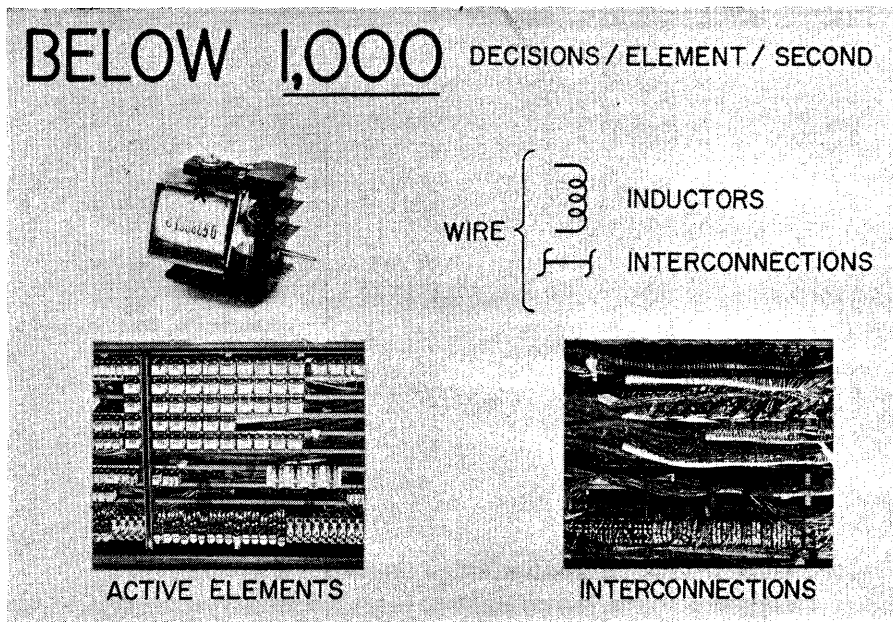 BELOW 1,000 DECISIONS / ELEMENT / SECOND
WIRE
INDUCTORS
INTERCONNECTIONS
ACTIVE ELEMENTS
INTERCONNECTIONS